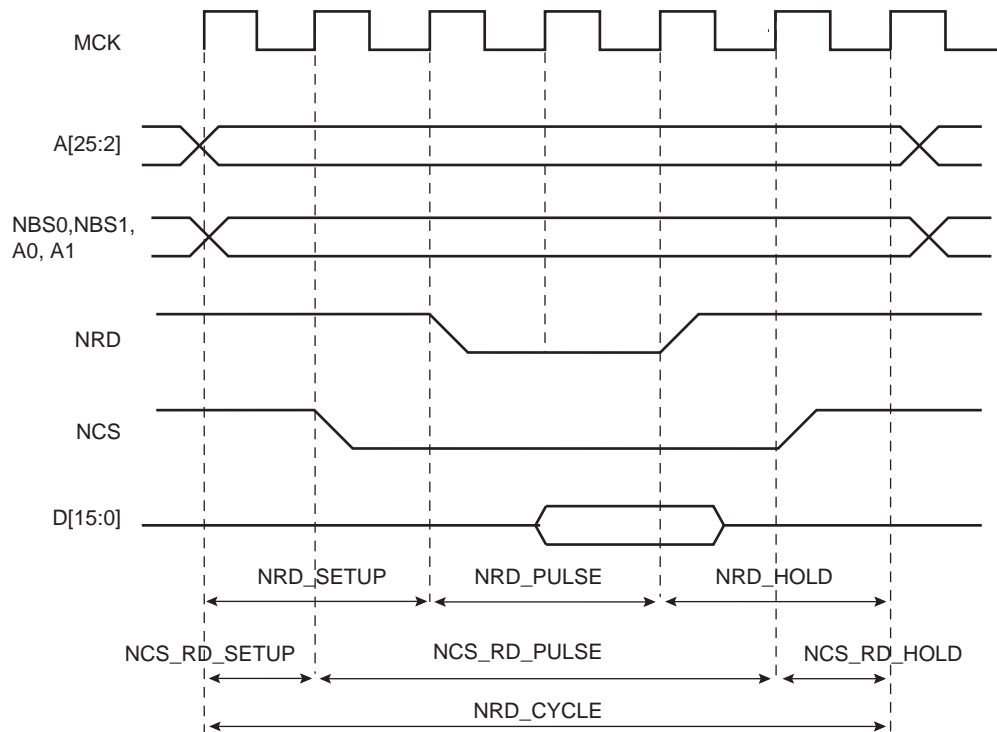 MCK
A[25:2]
NBS0,NBS1,
A0, A1
NRD
NCS
D[15:0]
NRD_SETUP NRD_PULSE NRD_HOLD
NCS_RD_SETUP NCS_RD_PULSE NCS_RD_HOLD
NRD_CYCLE